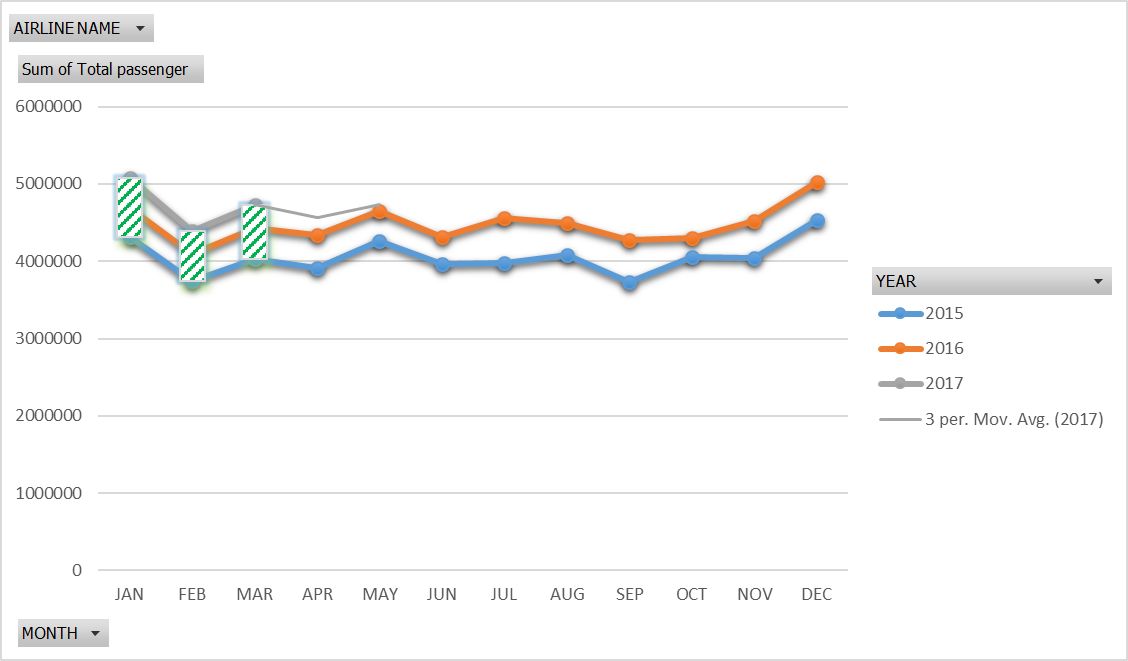 AIRLINE NAME
Sum of Total passenger
6000000
5000000
4000000
3000000
2000000
1000000
0
JAN FEB MAR APR MAY JUN JUL AUG SEP OCT NOV DEC
MONTH
YEAR
2015
2016
2017
3 per. Mov. Avg. (2017)